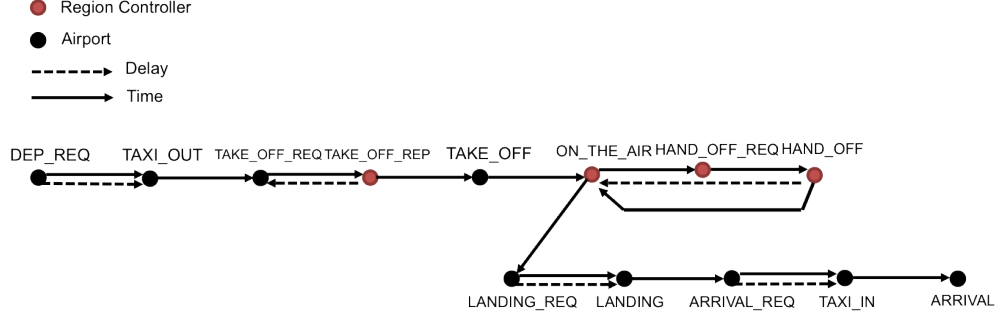 Region Controller
Airport
Delay
Time
DEP_REQ TAXI_OUT TAKE_OFF_REQ TAKE_OFF_REP TAKE_OFF ON_THE_AIR HAND_OFF_REQ HAND_OFF
LANDING_REQ LANDING ARRIVAL_REQ TAXI_IN ARRIVAL